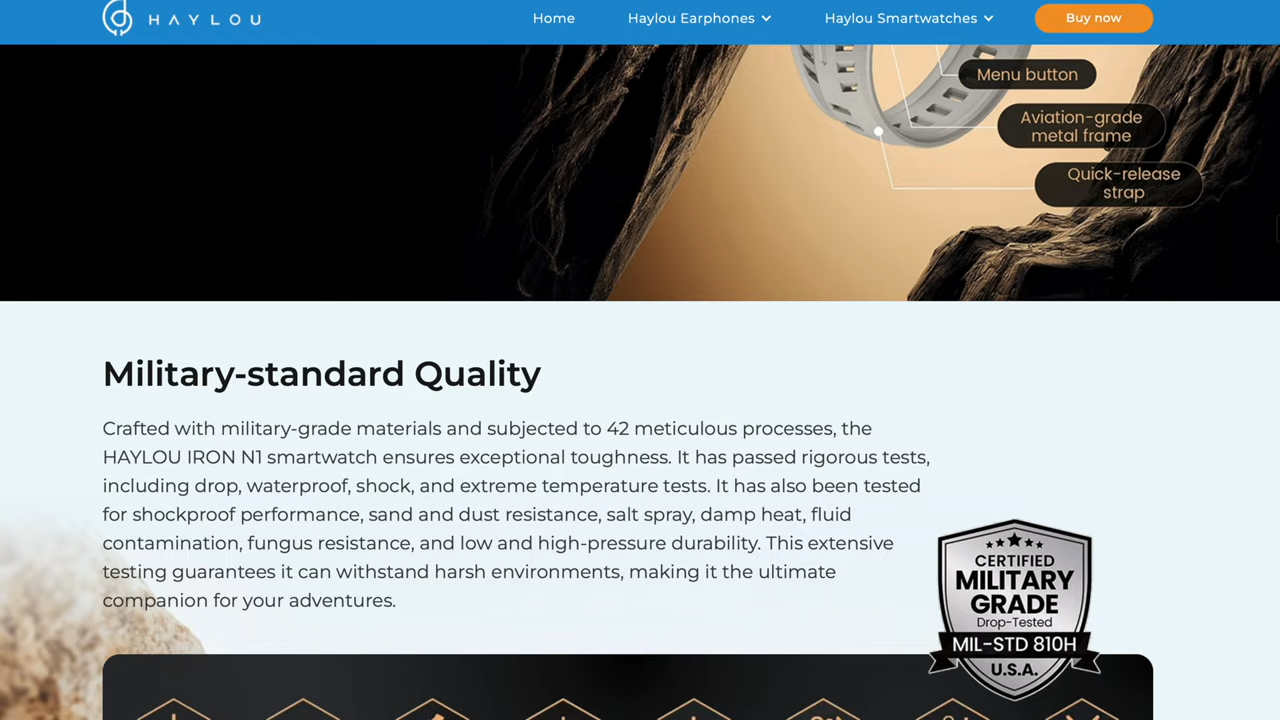 HAYLOU
Home
Haylou Earphones
Haylou Smartwatches
Buy now
Menu button
Aviation-grade
metal frame
Quick-release
strap
Military-standard Quality
Crafted with military-grade materials and subjected to 42 meticulous processes, the
HAYLOU IRON N1 smartwatch ensures exceptional toughness. It has passed rigorous tests,
including drop, waterproof, shock, and extreme temperature tests. It has also been tested
for shockproof performance, sand and dust resistance, salt spray, damp heat, fluid
contamination, fungus resistance, and low and high-pressure durability. This extensive
testing guarantees it can withstand harsh environments, making it the ultimate
companion for your adventures.
CERTIFIED
MILITARY
GRADE
Drop-Tested
MIL-STD 810H
U.S.A.